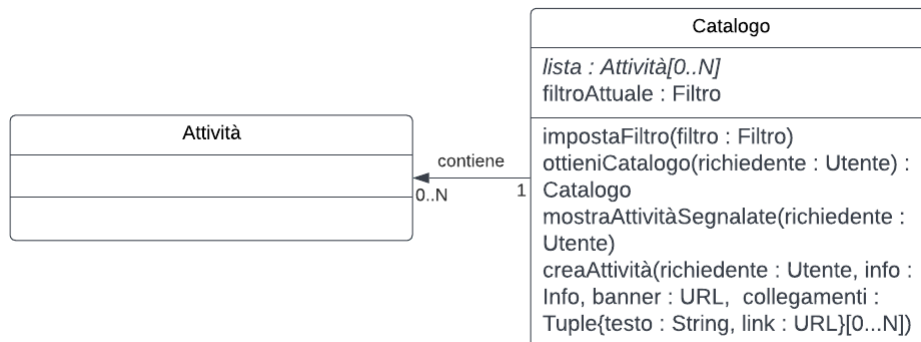 Catalogo
lista : Attività[0..N]
filtroAttuale : Filtro
Attività
impostaFiltro(filtro : Filtro)
ottieniCatalogo(richiedente : Utente) :
Catalogo
mostraAttivitàSegnalate(richiedente :
Utente)
creaAttività(richiedente : Utente, info :
Info, banner : URL, collegamenti :
Tuple{testo : String, link : URL}[0...N])
contiene
0..N
1